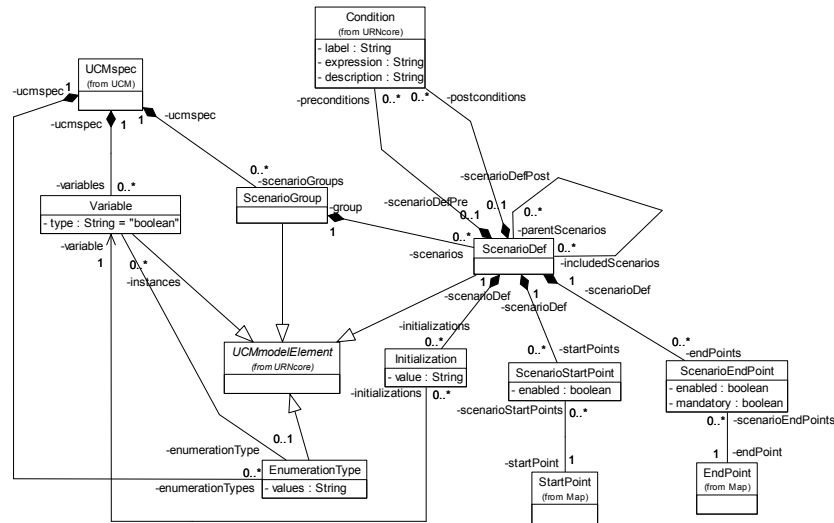 Condition
(from URNcore)
- label : String
- expression : String
- description : String
UCMspec
(from UCM)
-ucmspec
1
-ucmspec
1
1
-ucmspec
-preconditions
0..*
0..*
-postconditions
0..*
-scenarioGroups
-variables
0..*
Variable
- type : String = "boolean"
ScenarioGroup
-group
1
-scenarioDefPre
0..1
0..1
-scenarioDefPost
0..*
-parentScenarios
-scenarios
0..*
ScenarioDef
0..*
-includedScenarios
-variable
1
0..*
-instances
1
-scenarioDef
1
-scenarioDef
1
-scenarioDef
UCMmodelElement
(from URNcore)
-initializations
0..*
Initialization
- value : String
-initializations
0..*
0..*
-startPoints
ScenarioStartPoint
- enabled : boolean
-scenarioStartPoints
0..*
0..*
-endPoints
ScenarioEndPoint
- enabled : boolean
- mandatory : boolean
0..*
-scenarioEndPoints
0..1
-enumerationType
0..*
-enumerationTypes
EnumerationType
- values : String
-startPoint
1
StartPoint
(from Map)
1
-endPoint
EndPoint
(from Map)